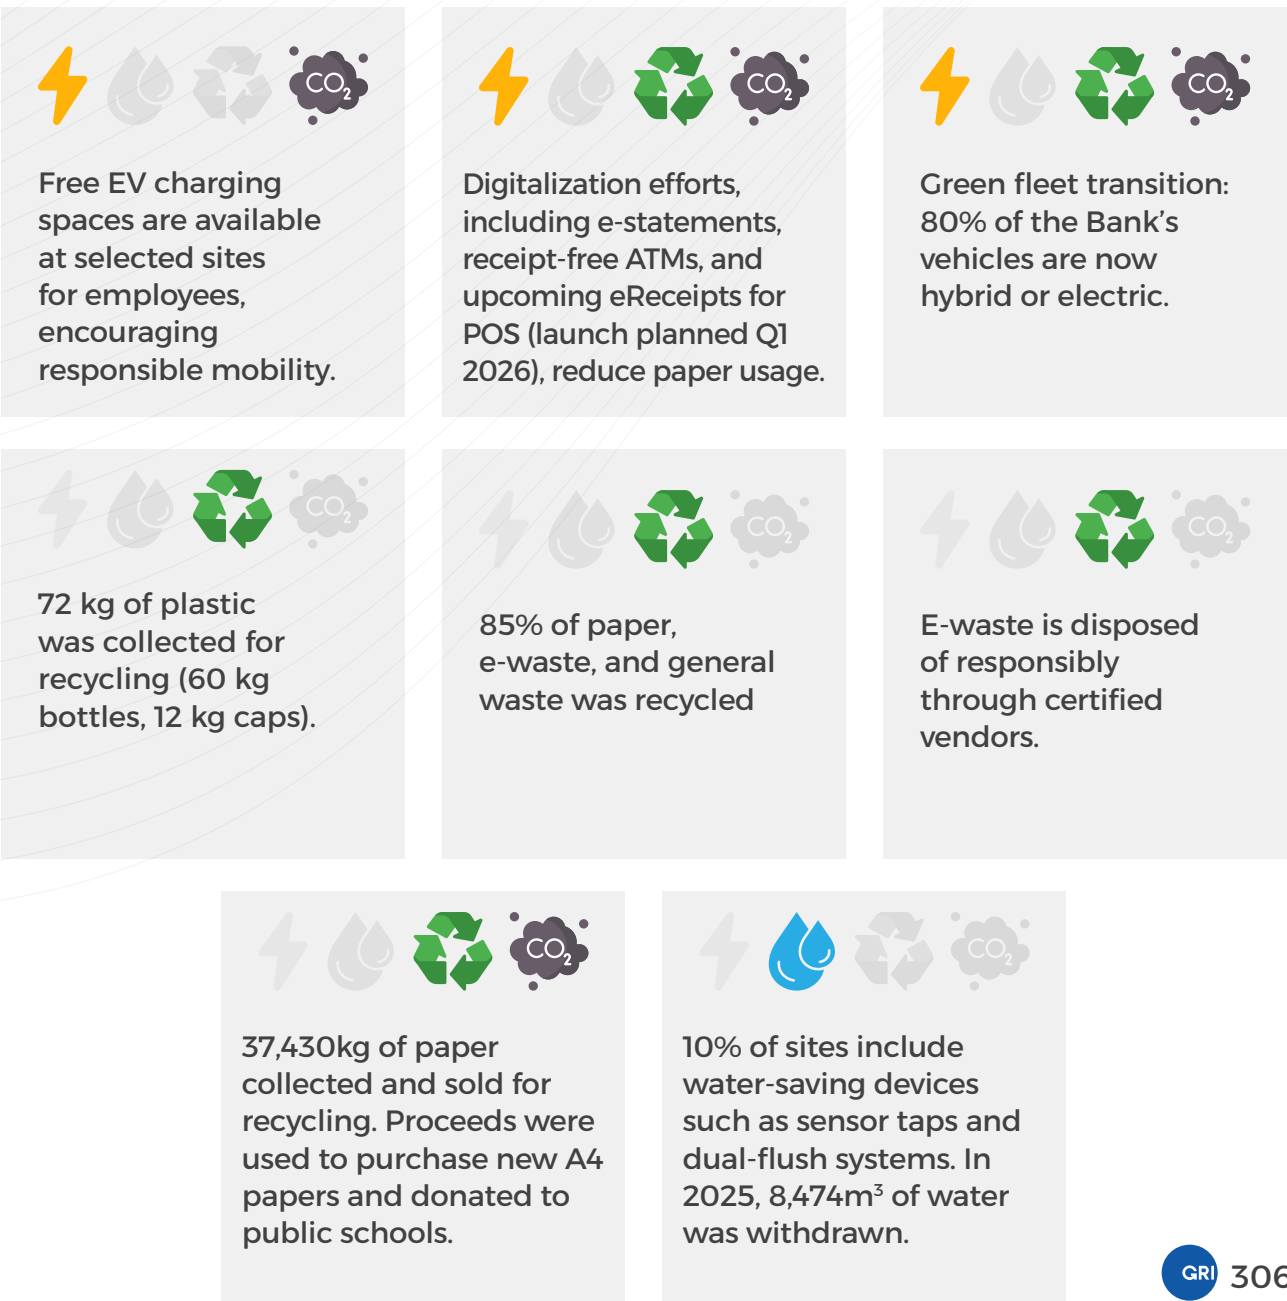 CO2
Free EV charging
spaces are available
at selected sites
for employees,
encouraging
responsible mobility.
CO2
Digitalization efforts,
including e-statements,
receipt-free ATMs, and
upcoming eReceipts for
POS (launch planned Q1
2026), reduce paper usage.
CO2
Green fleet transition:
80% of the Bank’s
vehicles are now
hybrid or electric.
CO2
72 kg of plastic
was collected for
recycling (60 kg
bottles, 12 kg caps).
CO2
85% of paper,
e-waste, and general
waste was recycled
CO2
E-waste is disposed
of responsibly
through certified
vendors.
CO2
37,430kg of paper
collected and sold for
recycling. Proceeds were
used to purchase new A4
papers and donated to
public schools.
CO2
10% of sites include
water-saving devices
such as sensor taps and
dual-flush systems. In
2025, 8,474m³ of water
was withdrawn.
GRI 306